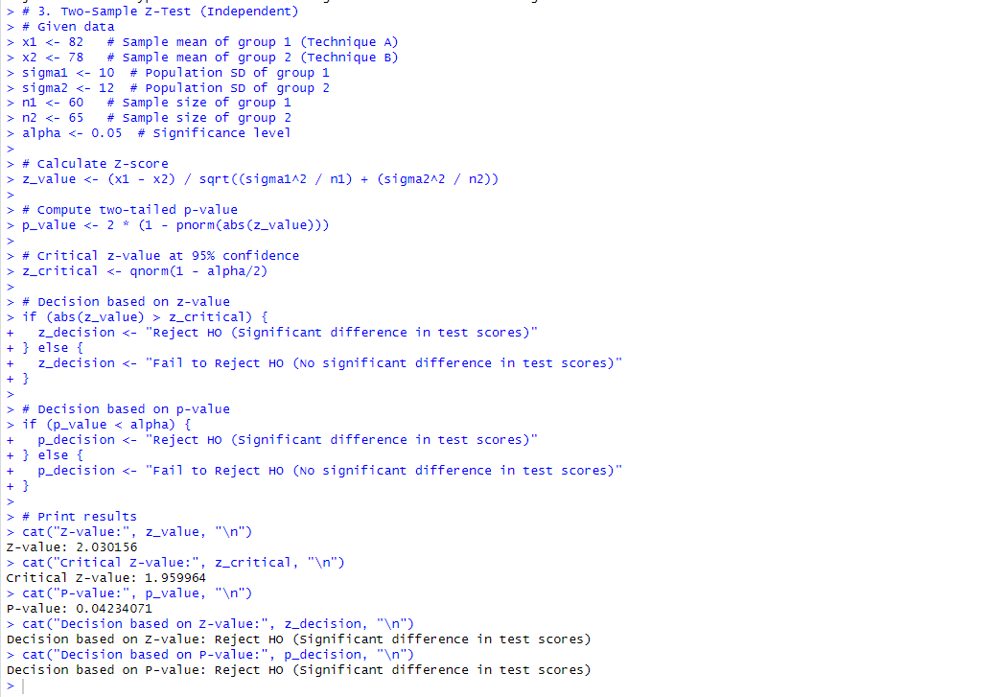 > # 3. Two-Sample Z-Test (Independent)
> # Given data
> x1 <- 82   # Sample mean of group 1 (Technique A)
> x2 <- 78   # Sample mean of group 2 (Technique B)
> sigma1 <- 10  # Population SD of group 1
> sigma2 <- 12  # Population SD of group 2
> n1 <- 60   # Sample size of group 1
> n2 <- 65   # Sample size of group 2
> alpha <- 0.05  # Significance level
>
> # Calculate Z-score
> z_value <- (x1 - x2) / sqrt((sigma1^2 / n1) + (sigma2^2 / n2))
>
> # Compute two-tailed p-value
> p_value <- 2 * (1 - pnorm(abs(z_value)))
>
> # Critical z-value at 95% confidence
> z_critical <- qnorm(1 - alpha/2)
>
> # Decision based on z-value
> if (abs(z_value) > z_critical) {
+   z_decision <- "Reject H0 (Significant difference in test scores)"
+ } else {
+   z_decision <- "Fail to Reject H0 (No significant difference in test scores)"
+ }
>
> # Decision based on p-value
> if (p_value < alpha) {
+   p_decision <- "Reject H0 (Significant difference in test scores)"
+ } else {
+   p_decision <- "Fail to Reject H0 (No significant difference in test scores)"
+ }
>
> # Print results
> cat("Z-value:", z_value, "\n")
Z-value: 2.030156
> cat("Critical Z-value:", z_critical, "\n")
Critical Z-value: 1.959964
> cat("P-value:", p_value, "\n")
P-value: 0.04234071
> cat("Decision based on Z-value:", z_decision, "\n")
Decision based on Z-value: Reject H0 (Significant difference in test scores)
> cat("Decision based on P-value:", p_decision, "\n")
Decision based on P-value: Reject H0 (Significant difference in test scores)
>